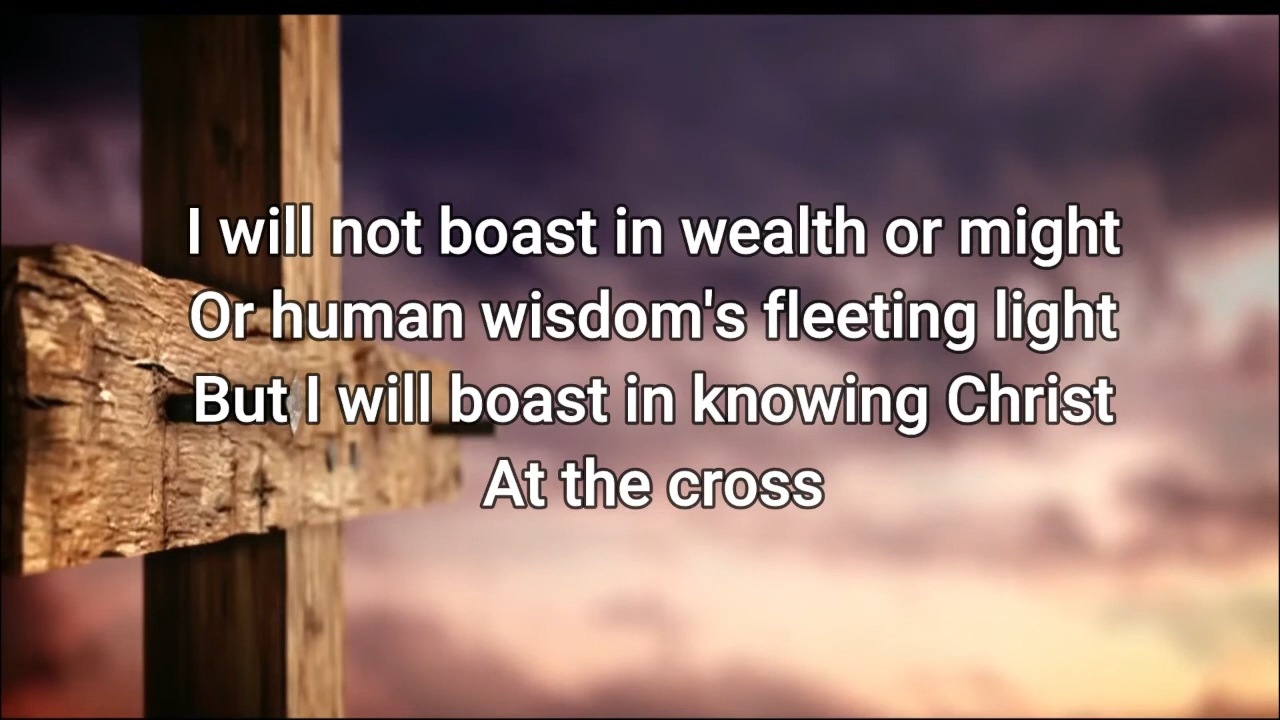 I will not boast in wealth or might
Or human wisdom's fleeting light
But I will boast in knowing Christ
At the cross